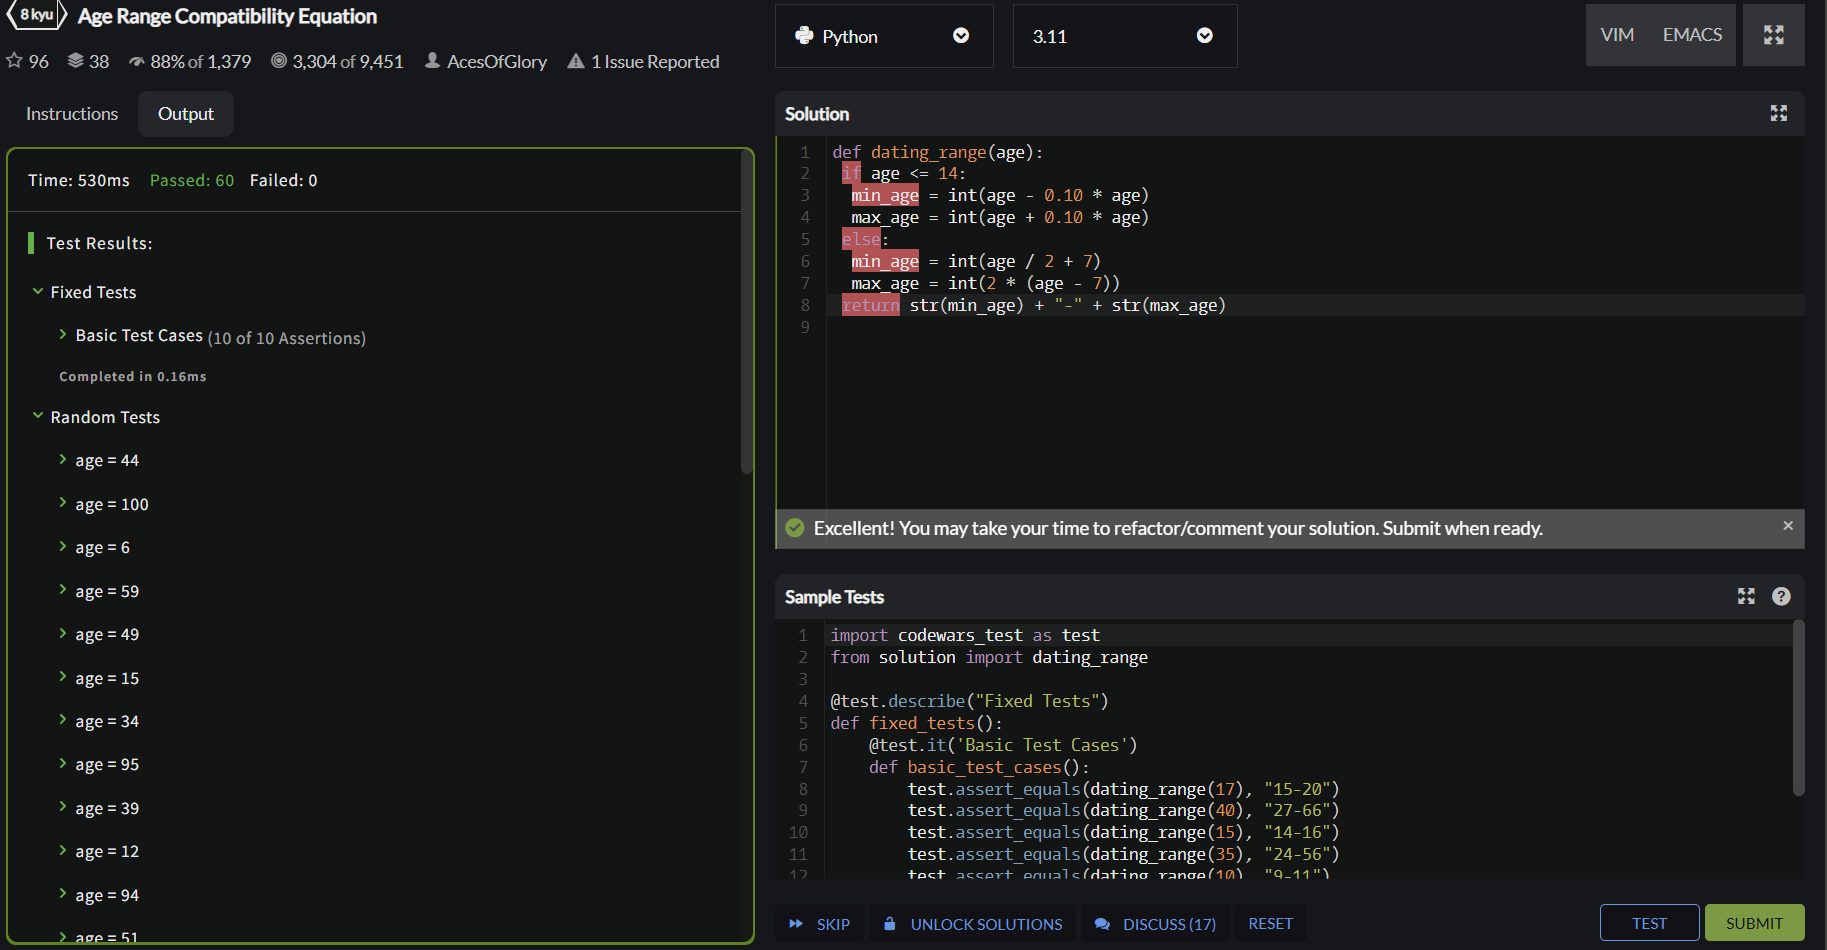 8 kyu Age Range Compatibility Equation
96 38 88% of 1,379 3,304 of 9,451 AcesOfGlory 1 Issue Reported
Instructions Output
Time: 530ms Passed: 60 Failed: 0
Test Results:
Fixed Tests
Basic Test Cases (10 of 10 Assertions)
Completed in 0.16ms
Random Tests
age = 44
age = 100
age = 6
age = 59
age = 49
age = 15
age = 34
age = 95
age = 39
age = 12
age = 94
age = 51
Python 3.11 VIM EMACS
Solution
1 def dating_range(age):
2 if age <= 14:
3 min_age = int(age - 0.10 * age)
4 max_age = int(age + 0.10 * age)
5 else:
6 min_age = int(age / 2 + 7)
7 max_age = int(2 * (age - 7))
8 return str(min_age) + "-" + str(max_age)
9
Excellent! You may take your time to refactor/comment your solution. Submit when ready. ×
Sample Tests ?
1 import codewars_test as test
2 from solution import dating_range
3
4 @test.describe("Fixed Tests")
5 def fixed_tests():
6 @test.it('Basic Test Cases')
7 def basic_test_cases():
8 test.assert_equals(dating_range(17), "15-20")
9 test.assert_equals(dating_range(40), "27-66")
10 test.assert_equals(dating_range(15), "14-16")
11 test.assert_equals(dating_range(35), "24-56")
12 test.assert_equals(dating_range(10), "9-11")
SKIP UNLOCK SOLUTIONS DISCUSS (17) RESET TEST SUBMIT